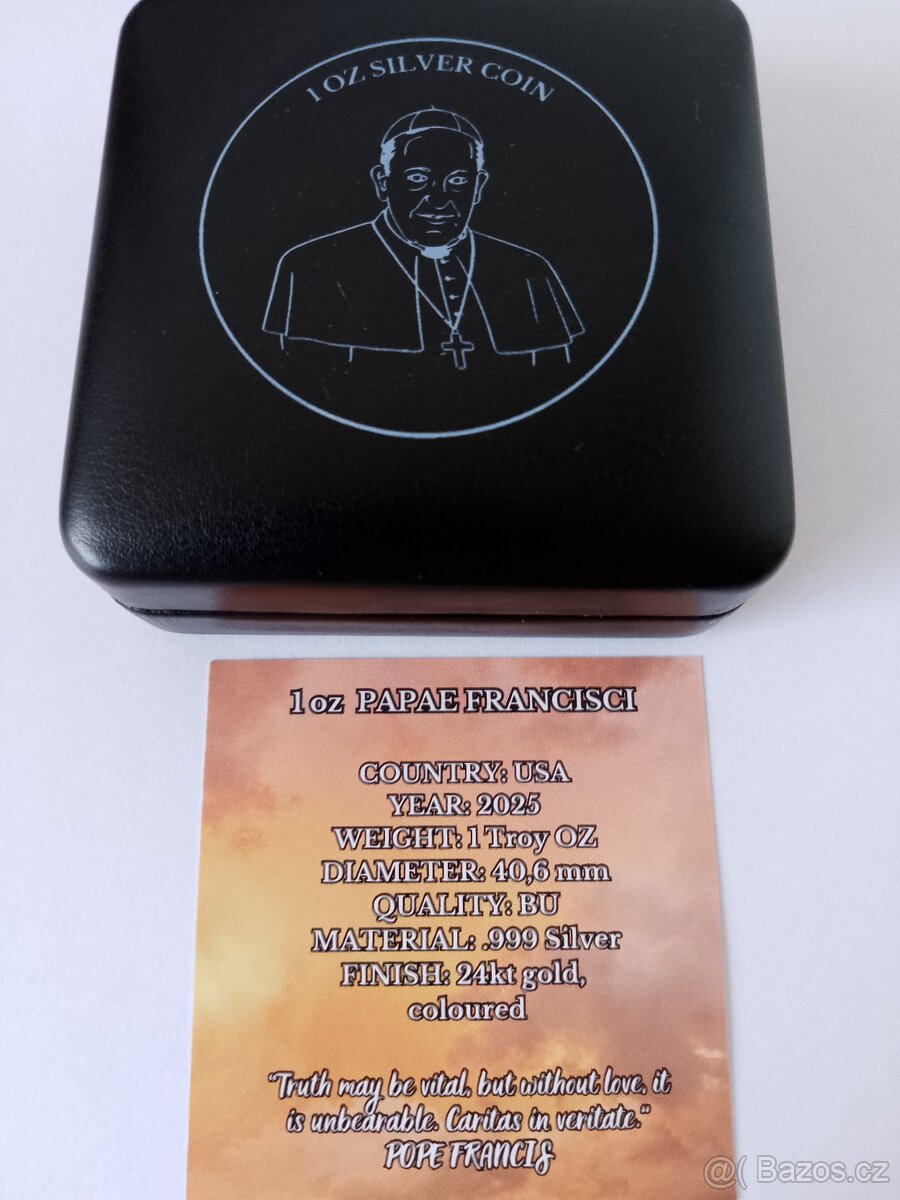 1 OZ SILVER COIN
1 oz PAPAE FRANCISCI
COUNTRY: USA
YEAR: 2025
WEIGHT: 1 Troy OZ
DIAMETER: 40,6 mm
QUALITY: BU
MATERIAL: .999 Silver
FINISH: 24kt gold,
coloured
"Truth may be vital, but without love, it
is unbearable. Caritas in veritate."
POPE FRANCIS
@( Bazos.cz